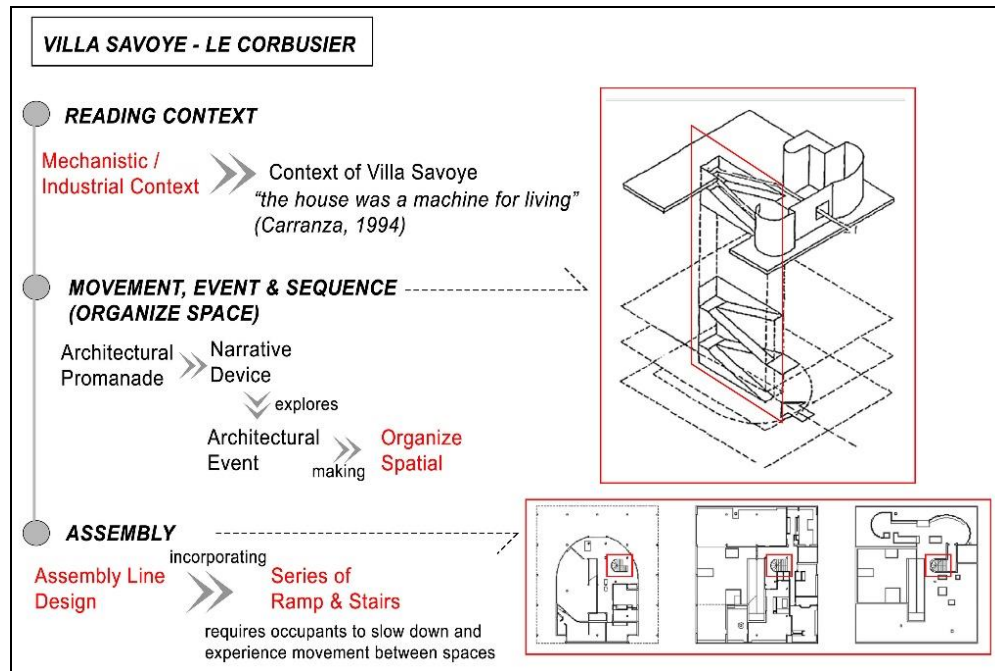 VILLA SAVOYE - LE CORBUSIER
READING CONTEXT
Mechanistic /
Industrial Context
Context of Villa Savoye
“the house was a machine for living”
(Carranza, 1994)
MOVEMENT, EVENT & SEQUENCE
(ORGANIZE SPACE)
Architectural
Promanade
Narrative
Device
explores
Architectural
Event
making
Organize
Spatial
ASSEMBLY
Assembly Line
Design
incorporating
Series of
Ramp & Stairs
requires occupants to slow down and
experience movement between spaces